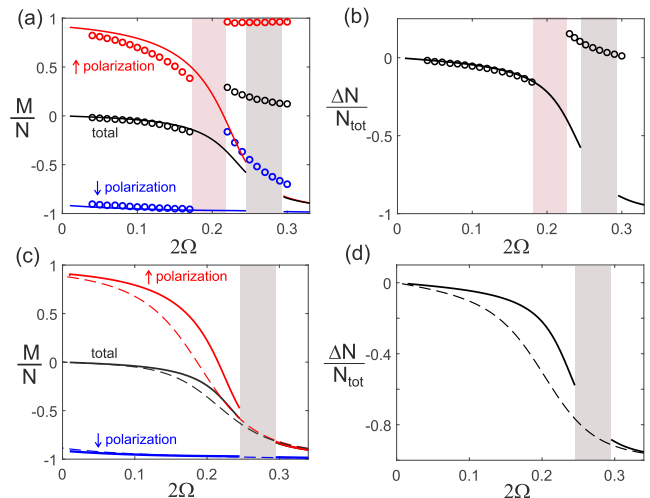 (a)
1
0.5
0
-0.5
-1
M
N
↑ polarization
total
↓ polarization
0
0.1
0.2
0.3
2Ω
(b)
0
-0.5
-1
ΔN
N_tot
0
0.1
0.2
0.3
2Ω
(c)
1
0.5
0
-0.5
-1
M
N
↑ polarization
total
↓ polarization
0
0.1
0.2
0.3
2Ω
(d)
0
-0.4
-0.8
ΔN
N_tot
0
0.1
0.2
0.3
2Ω